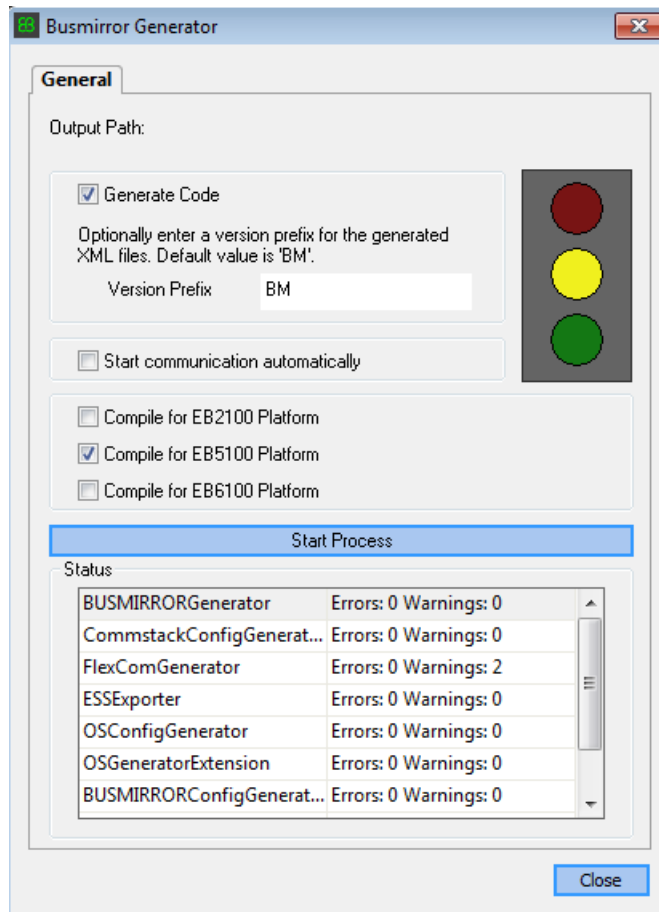 EB Busmirror Generator
General
Output Path:
Generate Code
Optionally enter a version prefix for the generated
XML files. Default value is 'BM'.
Version Prefix BM
Start communication automatically
Compile for EB2100 Platform
Compile for EB5100 Platform
Compile for EB6100 Platform
Start Process
Status
BUSMIRRORGenerator Errors: 0 Warnings: 0
CommstackConfigGenerat... Errors: 0 Warnings: 0
FlexComGenerator Errors: 0 Warnings: 2
ESSExporter Errors: 0 Warnings: 0
OSConfigGenerator Errors: 0 Warnings: 0
OSGeneratorExtension Errors: 0 Warnings: 0
BUSMIRRORConfigGenerat... Errors: 0 Warnings: 0
Close